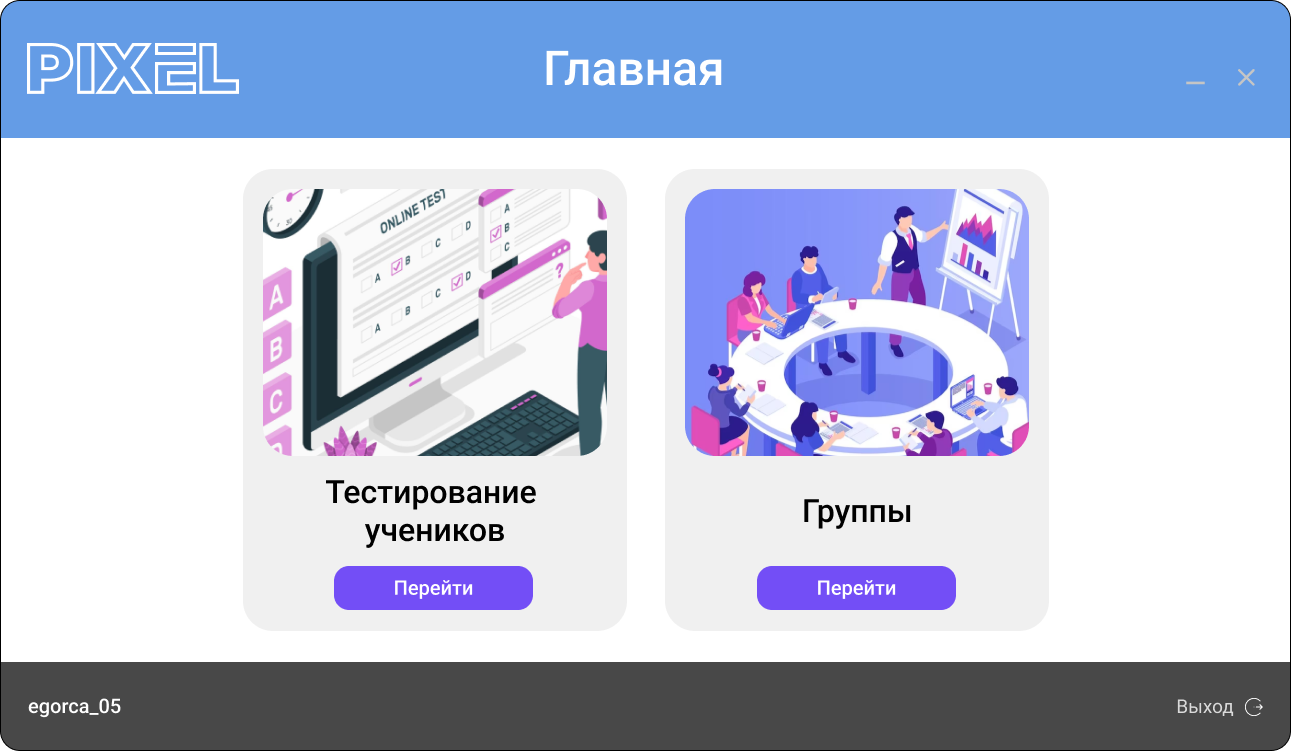 PIXEL
Главная
ONLINE TEST
A
B
C
D
A
B
C
D
A
B
C
?
A
B
C
Тестирование
учеников
Перейти
Группы
Перейти
egorca_05
Выход